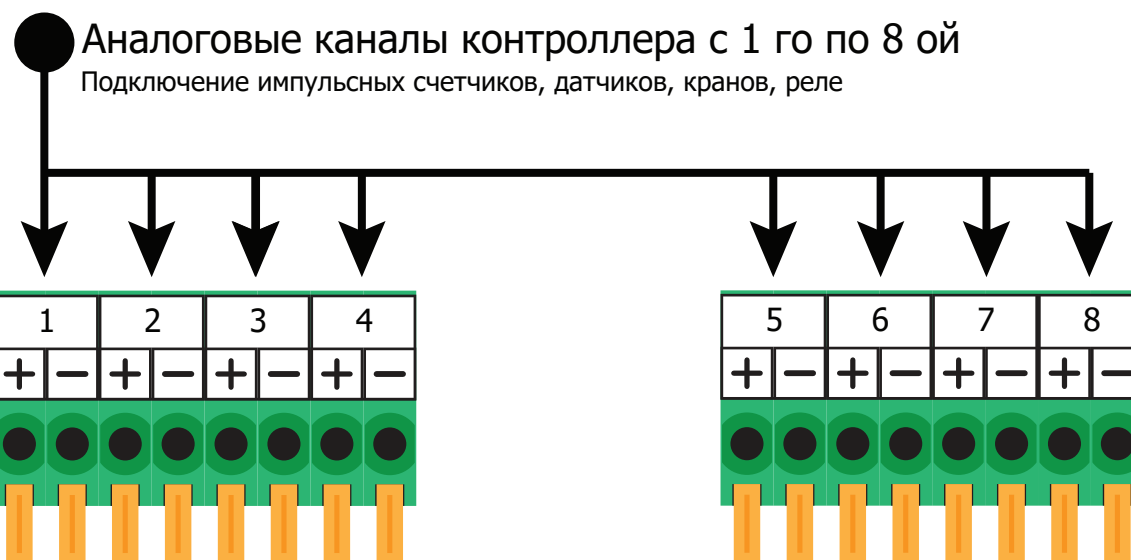 Аналоговые каналы контроллера с 1 го по 8 ой
Подключение импульсных счетчиков, датчиков, кранов, реле
1 2 3 4 5 6 7 8
+ − + − + − + − + − + − + − + −